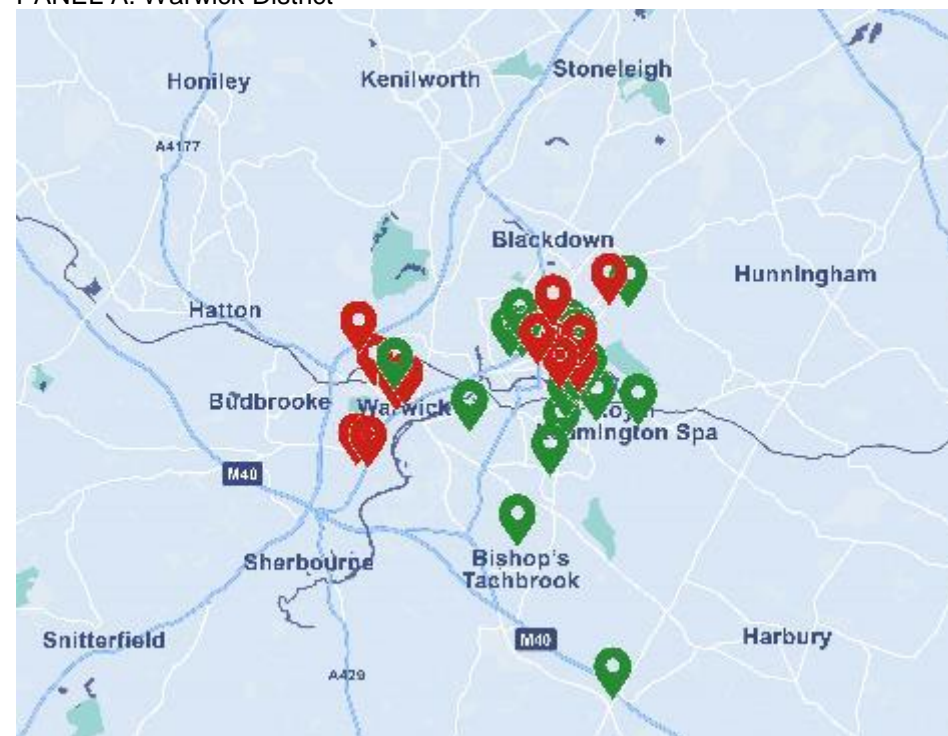 PANEL A: Warwick District
Honiley
Kenilworth
Stoneleigh
A4177
Blackdown
Hunningham
Hatton
Budbrooke
Warwick
Spa
M40
Sherbourne
Bishop's
Tachbrook
Snitterfield
M40
Harbury
A429